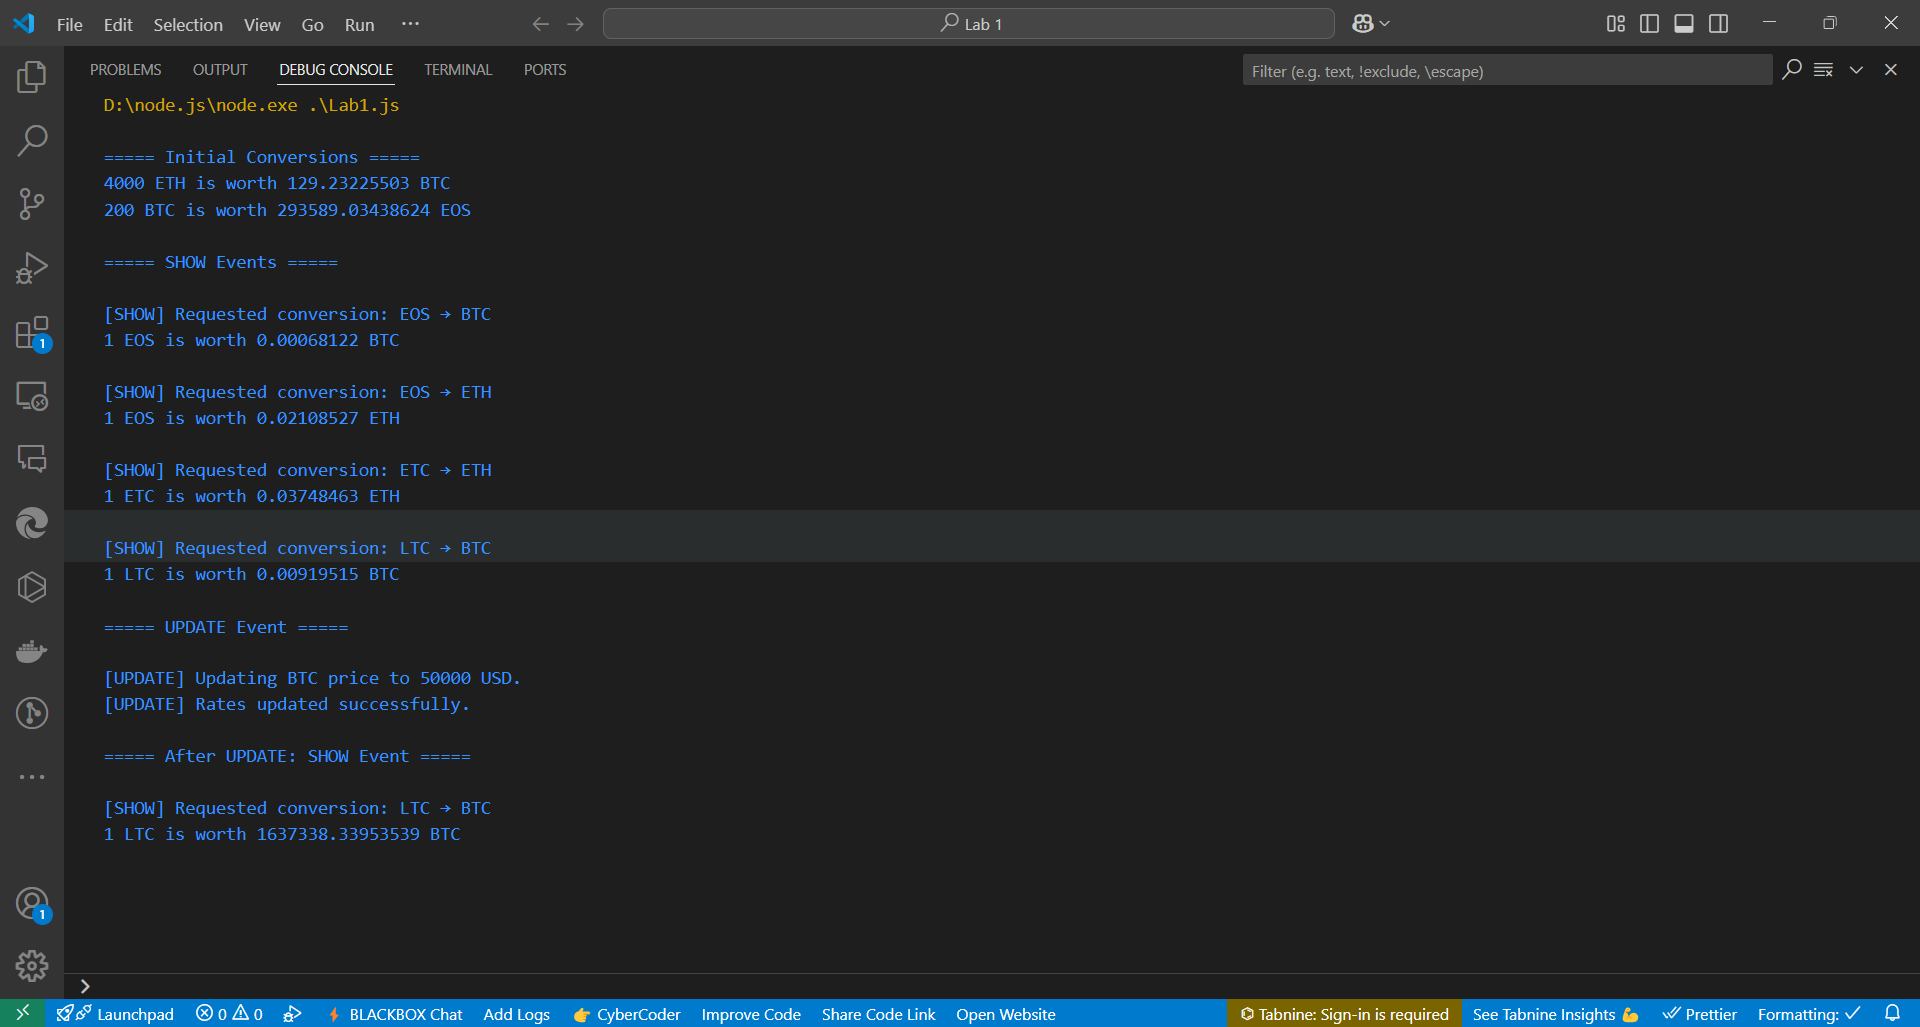 File Edit Selection View Go Run ... Lab 1
PROBLEMS OUTPUT DEBUG CONSOLE TERMINAL PORTS Filter (e.g. text, !exclude, \escape)
D:\node.js\node.exe .\Lab1.js
===== Initial Conversions =====
4000 ETH is worth 129.23225503 BTC
200 BTC is worth 293589.03438624 EOS
===== SHOW Events =====
[SHOW] Requested conversion: EOS → BTC
1 EOS is worth 0.00068122 BTC
[SHOW] Requested conversion: EOS → ETH
1 EOS is worth 0.02108527 ETH
[SHOW] Requested conversion: ETC → ETH
1 ETC is worth 0.03748463 ETH
[SHOW] Requested conversion: LTC → BTC
1 LTC is worth 0.00919515 BTC
===== UPDATE Event =====
[UPDATE] Updating BTC price to 50000 USD.
[UPDATE] Rates updated successfully.
===== After UPDATE: SHOW Event =====
[SHOW] Requested conversion: LTC → BTC
1 LTC is worth 1637338.33953539 BTC
1
1
Launchpad 0 0 BLACKBOX Chat Add Logs 👉 CyberCoder Improve Code Share Code Link Open Website Tabnine: Sign-in is required See Tabnine Insights 💪 Prettier Formatting: ✓